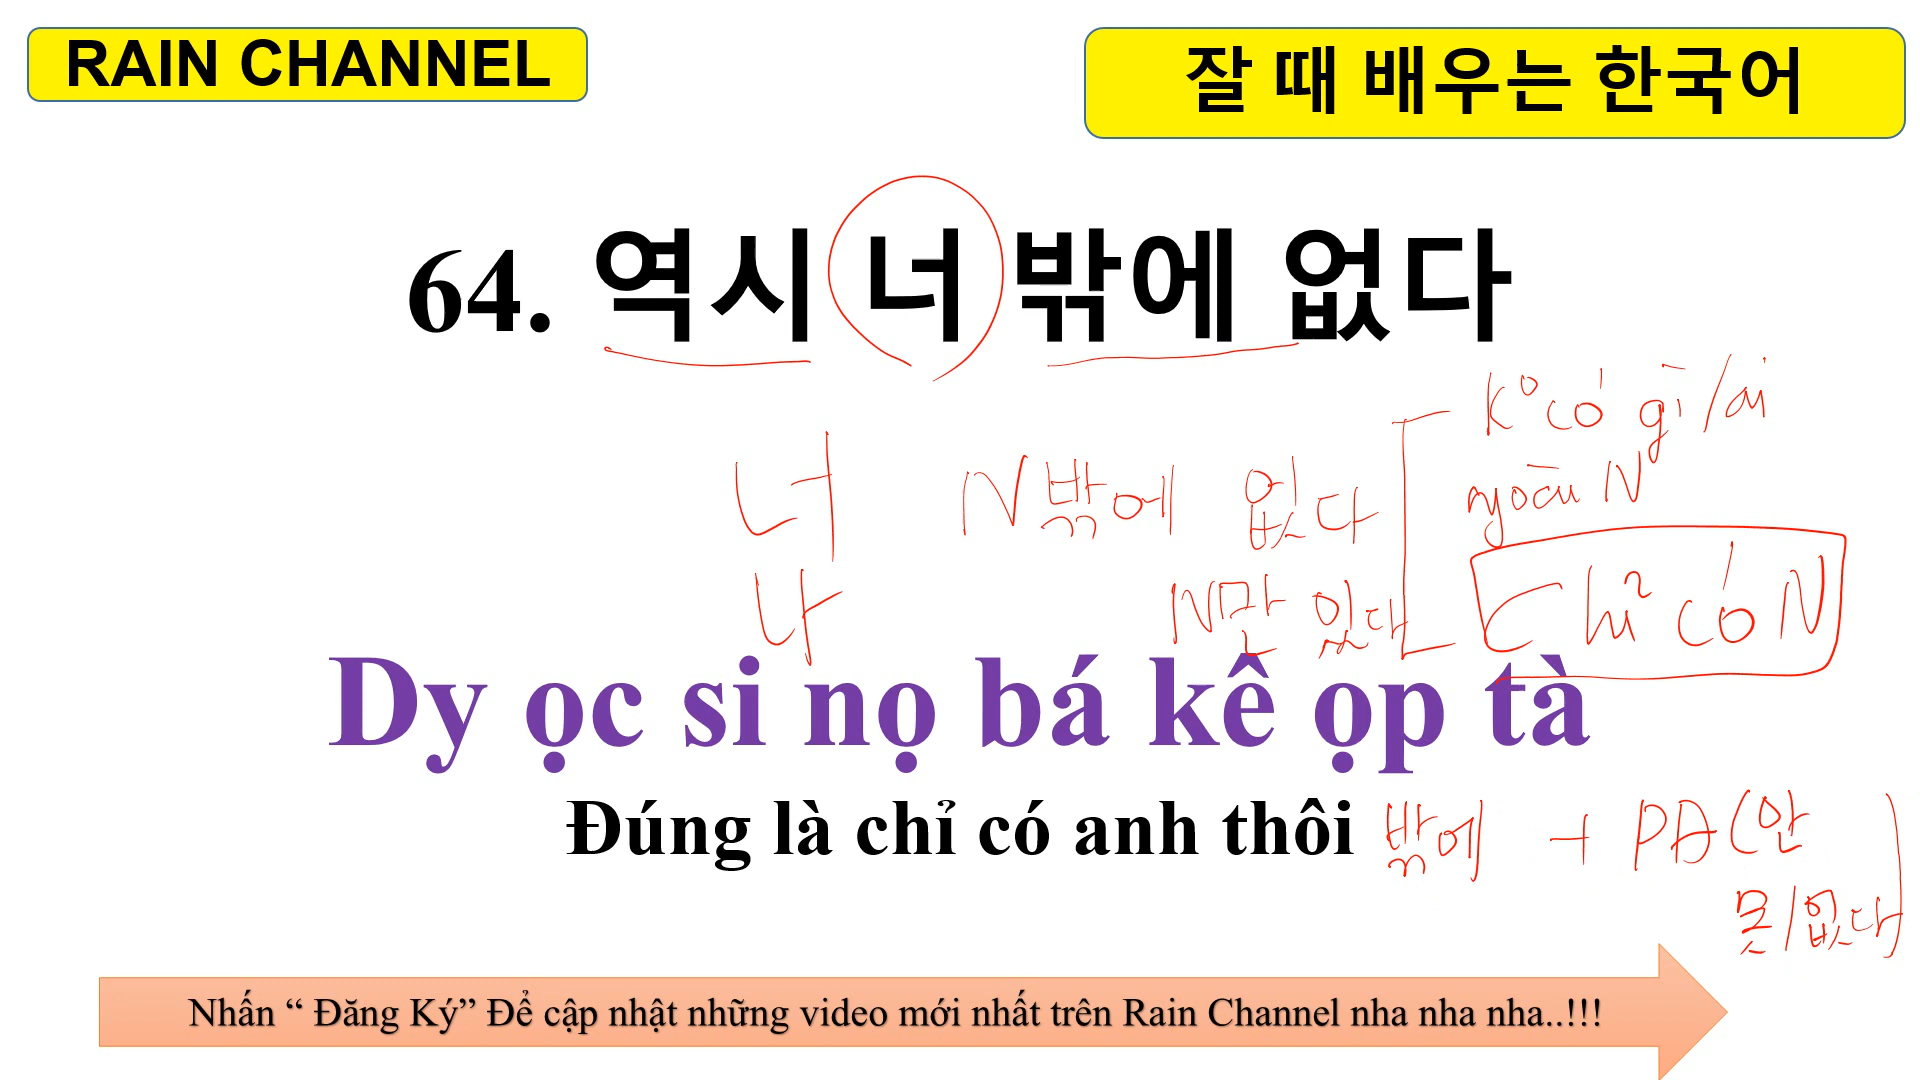 RAIN CHANNEL
잘 때 배우는 한국어
64. 역시 너 밖에 없다
너
나
N밖에 없다
N만 있다
K° có gì/ai
ngoài N
Chỉ có N
Dy ọc si nọ bá kê ọp tà
Đúng là chỉ có anh thôi
밖에 + PĐ (안
못/없다)
Nhấn “ Đăng Ký” Để cập nhật những video mới nhất trên Rain Channel nha nha nha..!!!